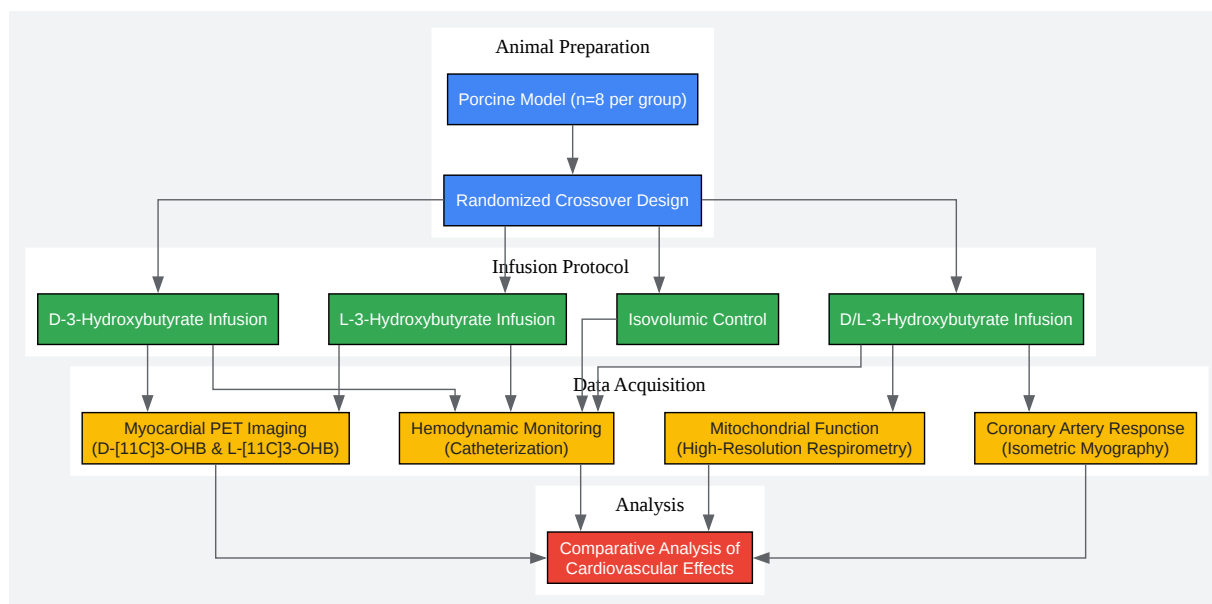 Animal Preparation
Porcine Model (n=8 per group)
Randomized Crossover Design
Infusion Protocol
D-3-Hydroxybutyrate Infusion
L-3-Hydroxybutyrate Infusion
Isovolumic Control
D/L-3-Hydroxybutyrate Infusion
Data Acquisition
Myocardial PET Imaging
(D-[11C]3-OHB & L-[11C]3-OHB)
Hemodynamic Monitoring
(Catheterization)
Mitochondrial Function
(High-Resolution Respirometry)
Coronary Artery Response
(Isometric Myography)
Analysis
Comparative Analysis of
Cardiovascular Effects